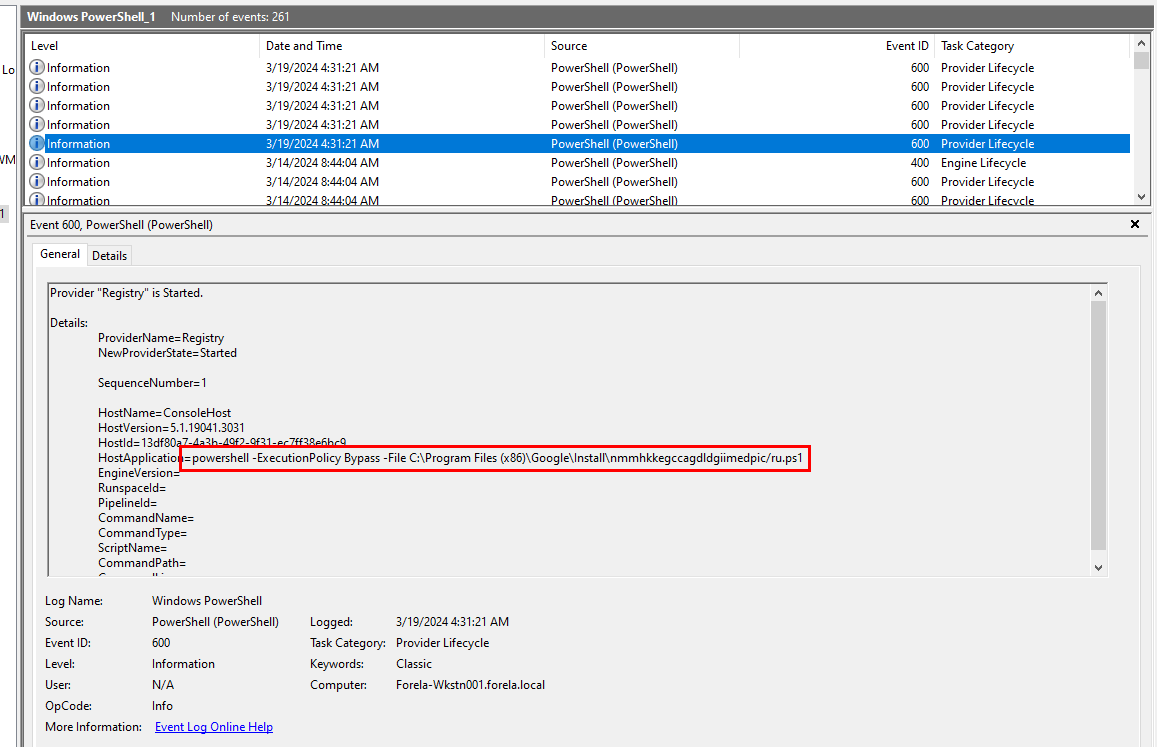 Windows PowerShell_1 Number of events: 261
Level Date and Time Source Event ID Task Category
Lo
Information 3/19/2024 4:31:21 AM PowerShell (PowerShell) 600 Provider Lifecycle
Information 3/19/2024 4:31:21 AM PowerShell (PowerShell) 600 Provider Lifecycle
Information 3/19/2024 4:31:21 AM PowerShell (PowerShell) 600 Provider Lifecycle
Information 3/19/2024 4:31:21 AM PowerShell (PowerShell) 600 Provider Lifecycle
Information 3/19/2024 4:31:21 AM PowerShell (PowerShell) 600 Provider Lifecycle
WM
Information 3/14/2024 8:44:04 AM PowerShell (PowerShell) 400 Engine Lifecycle
Information 3/14/2024 8:44:04 AM PowerShell (PowerShell) 600 Provider Lifecycle
Information 3/14/2024 8:44:04 AM PowerShell (PowerShell) 600 Provider Lifecycle
1
Event 600, PowerShell (PowerShell)
General Details
Provider "Registry" is Started.
Details:
ProviderName=Registry
NewProviderState=Started
SequenceNumber=1
HostName=ConsoleHost
HostVersion=5.1.19041.3031
HostId=13df80a7-4a3b-49f2-9f31-ec7ff38e6bc9
HostApplication=powershell -ExecutionPolicy Bypass -File C:\Program Files (x86)\Google\Install\nmmhkkegccagdldgiimedpic/ru.ps1
EngineVersion=
RunspaceId=
PipelineId=
CommandName=
CommandType=
ScriptName=
CommandPath=
Log Name: Windows PowerShell
Source: PowerShell (PowerShell) Logged: 3/19/2024 4:31:21 AM
Event ID: 600 Task Category: Provider Lifecycle
Level: Information Keywords: Classic
User: N/A Computer: Forela-Wkstn001.forela.local
OpCode: Info
More Information: Event Log Online Help